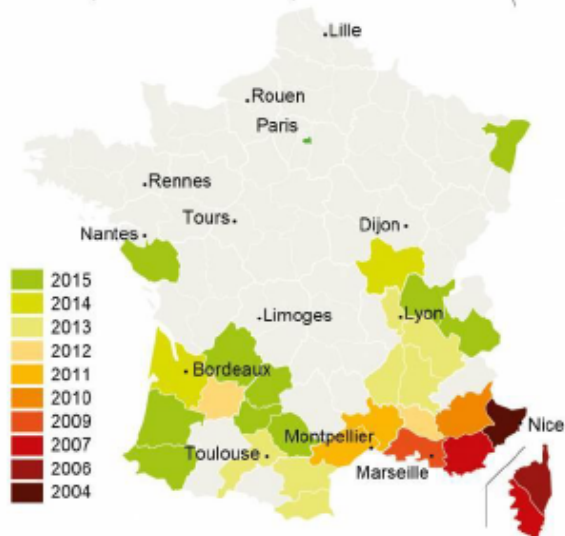 Lille
Rouen
Paris
Rennes
Tours
Nantes
Dijon
2015
2014
2013
2012
2011
2010
2009
2007
2006
2004
Limoges
Lyon
Bordeaux
Toulouse
Montpellier
Marseille
Nice